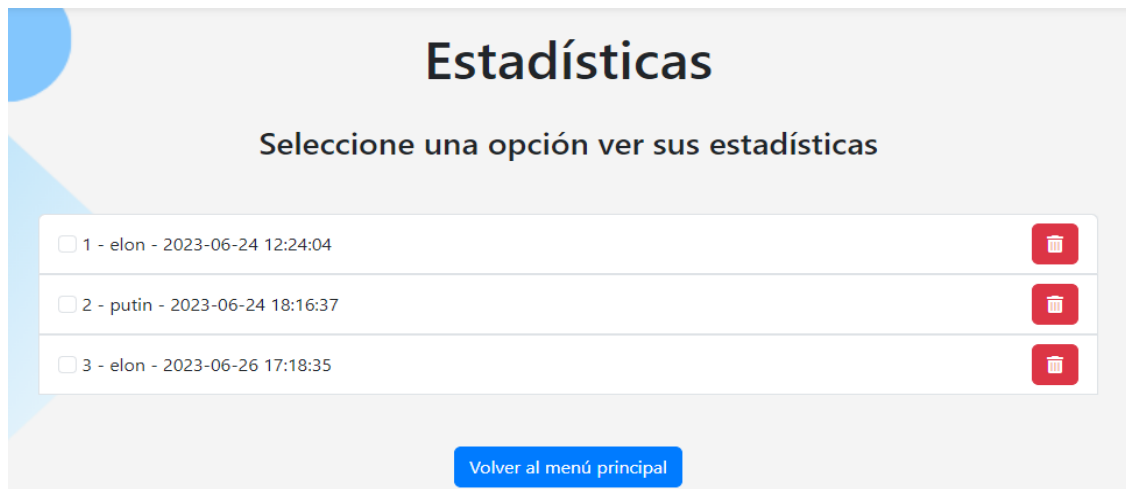 Estadísticas
Seleccione una opción ver sus estadísticas
1 - elon - 2023-06-24 12:24:04
2 - putin - 2023-06-24 18:16:37
3 - elon - 2023-06-26 17:18:35
Volver al menú principal